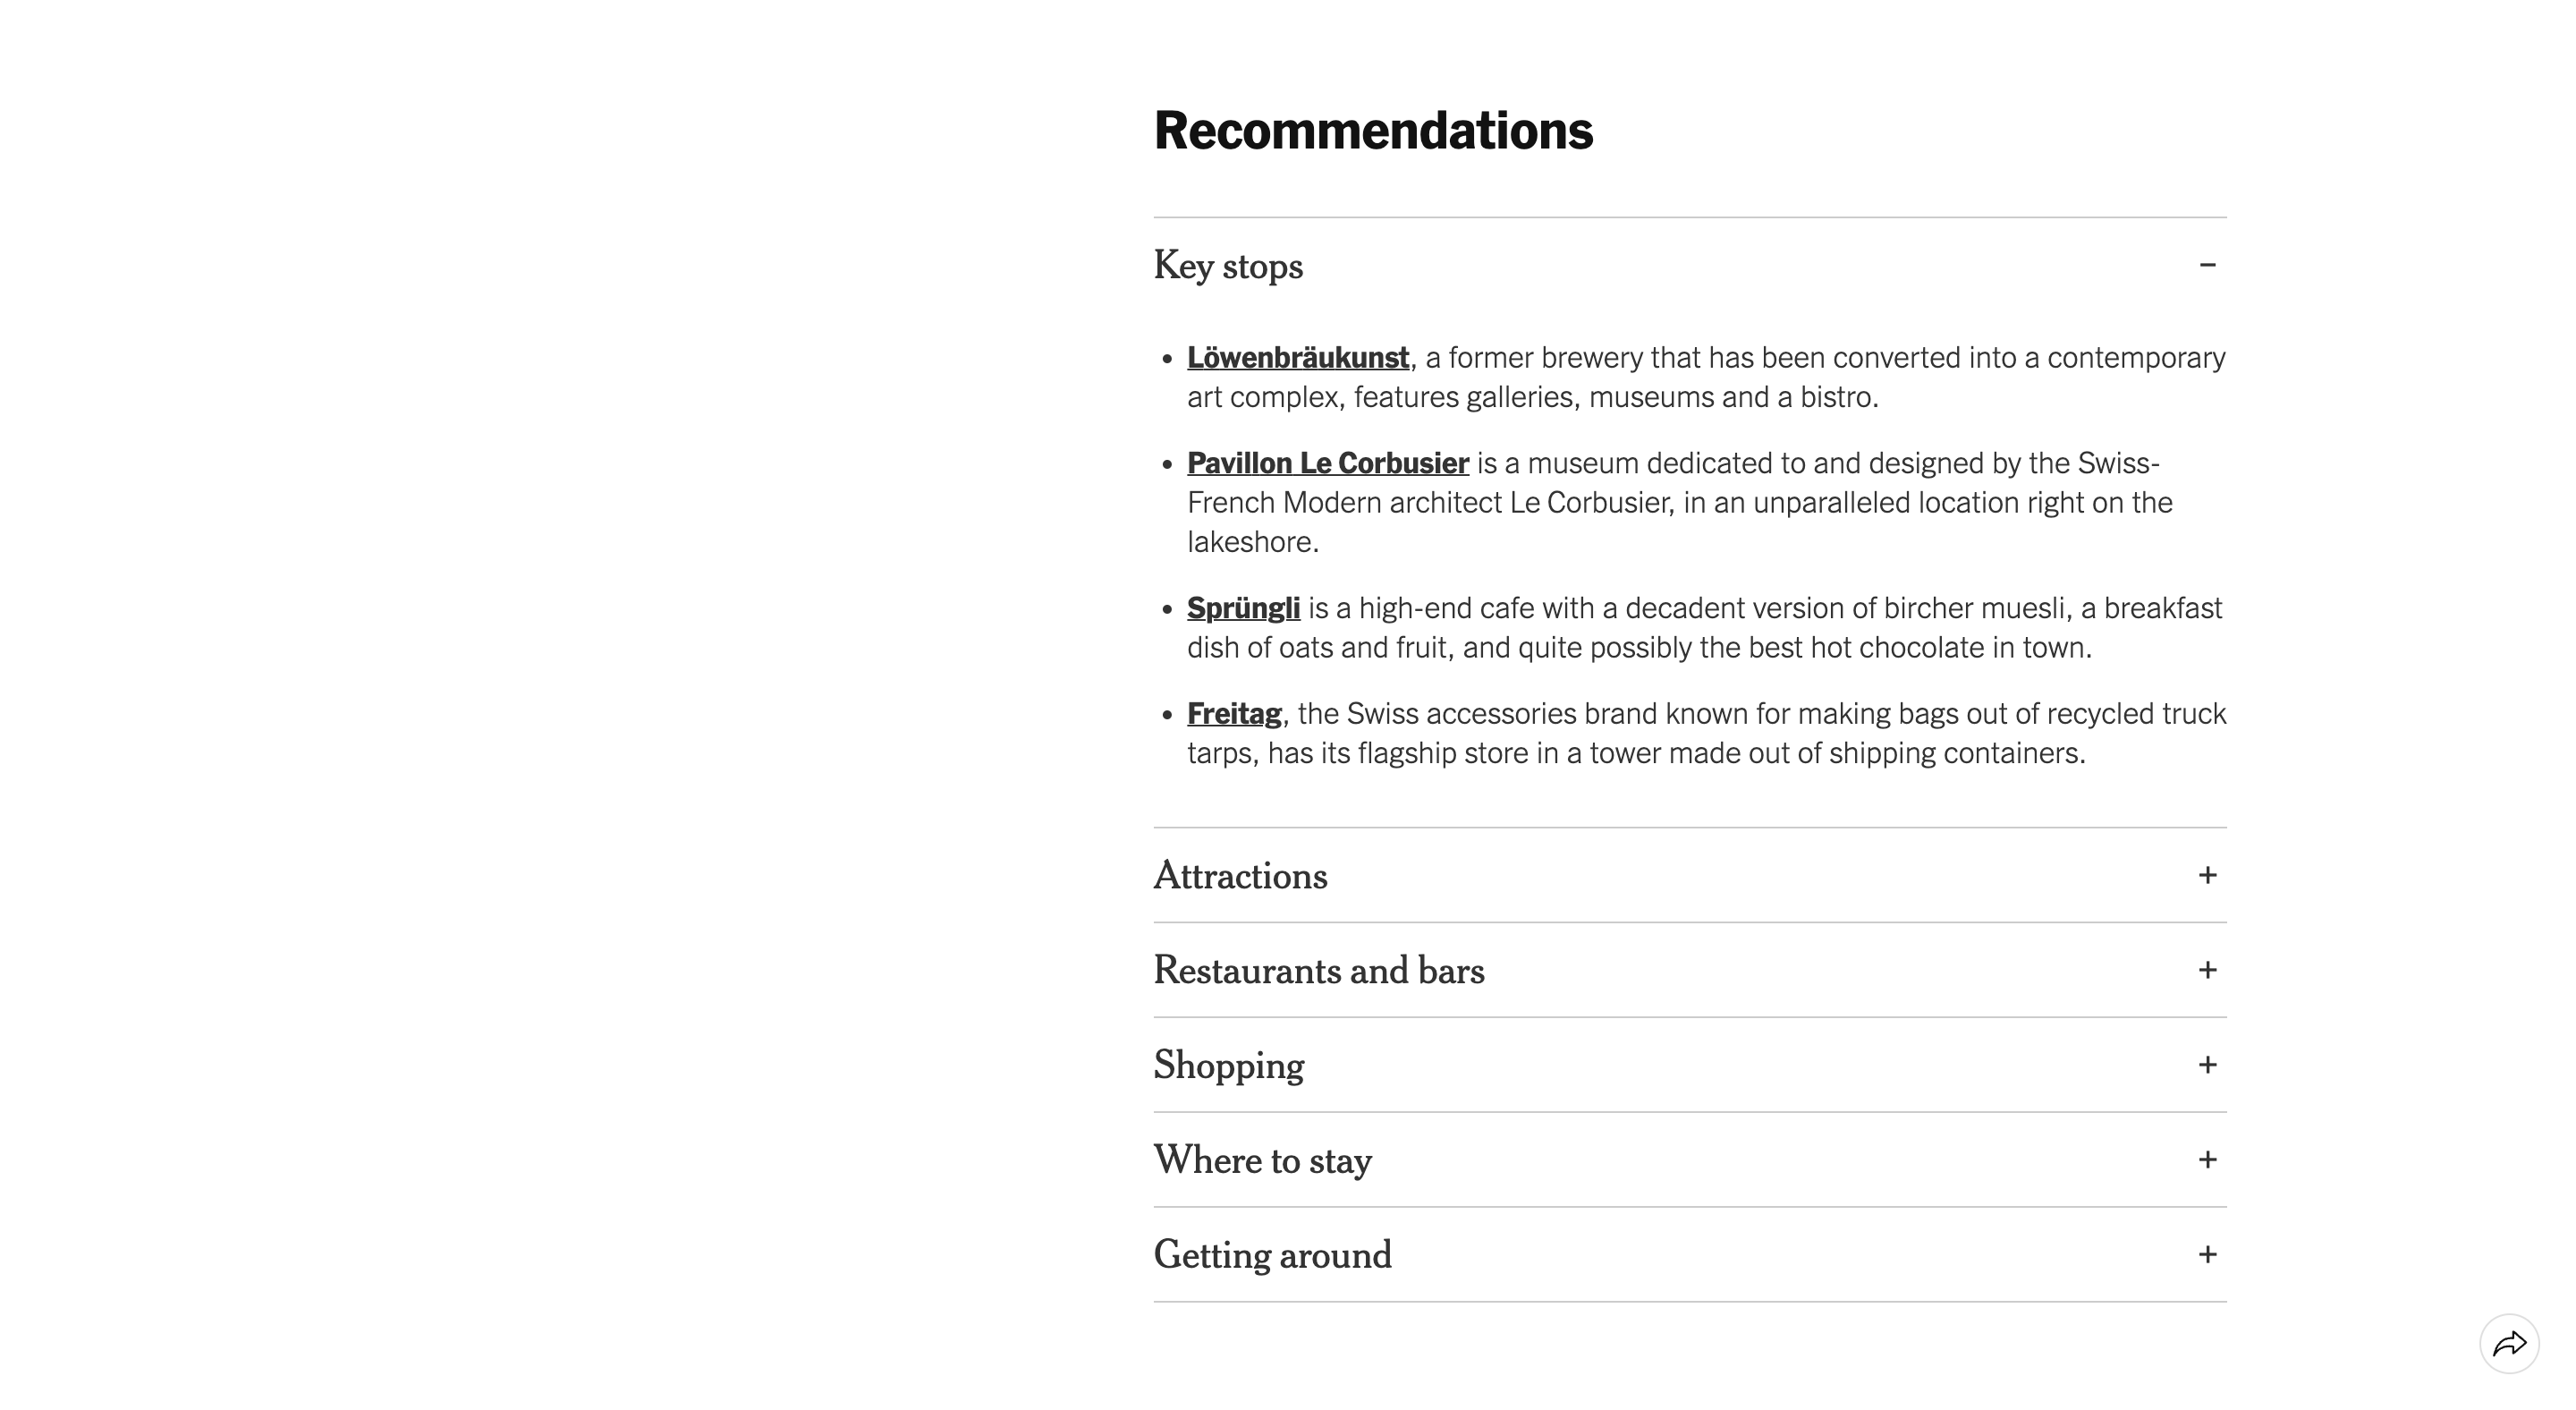 Recommendations
Key stops
Löwenbräukunst, a former brewery that has been converted into a contemporary
art complex, features galleries, museums and a bistro.
Pavillon Le Corbusier is a museum dedicated to and designed by the Swiss-
French Modern architect Le Corbusier, in an unparalleled location right on the
lakeshore.
Sprüngli is a high-end cafe with a decadent version of bircher muesli, a breakfast
dish of oats and fruit, and quite possibly the best hot chocolate in town.
Freitag, the Swiss accessories brand known for making bags out of recycled truck
tarps, has its flagship store in a tower made out of shipping containers.
Attractions
Restaurants and bars
Shopping
Where to stay
Getting around